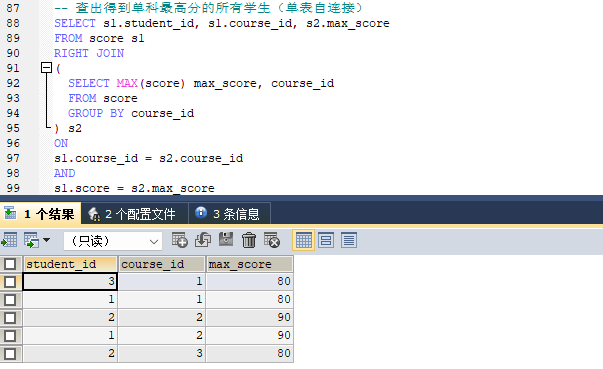 87 -- 查出得到单科最高分的所有学生（单表自连接）
88 SELECT s1.student_id, s1.course_id, s2.max_score
89 FROM score s1
90 RIGHT JOIN
91 (
92 SELECT MAX(score) max_score, course_id
93 FROM score
94 GROUP BY course_id
95 ) s2
96 ON
97 s1.course_id = s2.course_id
98 AND
99 s1.score = s2.max_score
1 个结果 2 个配置文件 3 条信息
（只读）
student_id course_id max_score
3 1 80
1 1 80
2 2 90
1 2 90
2 3 80